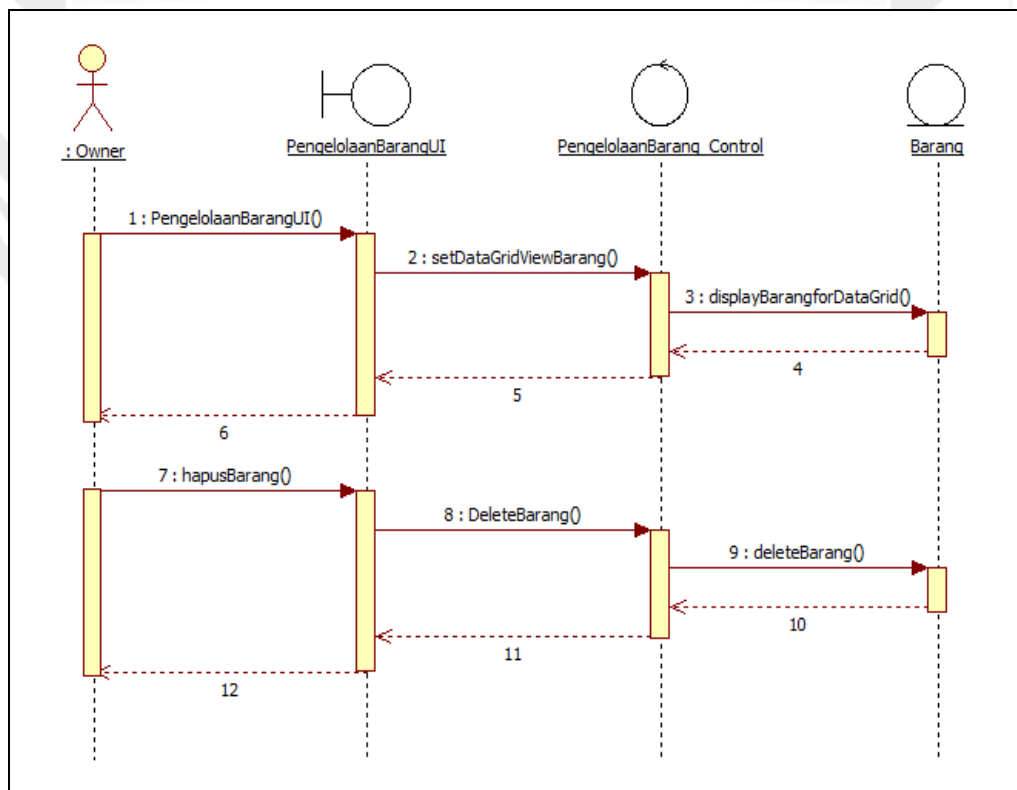 : Owner
PengelolaanBarangUI
PengelolaanBarang_Control
Barang
1 : PengelolaanBarangUI()
2 : setDataGridViewBarang()
3 : displayBarangforDataGrid()
4
5
6
7 : hapusBarang()
8 : DeleteBarang()
9 : deleteBarang()
10
11
12